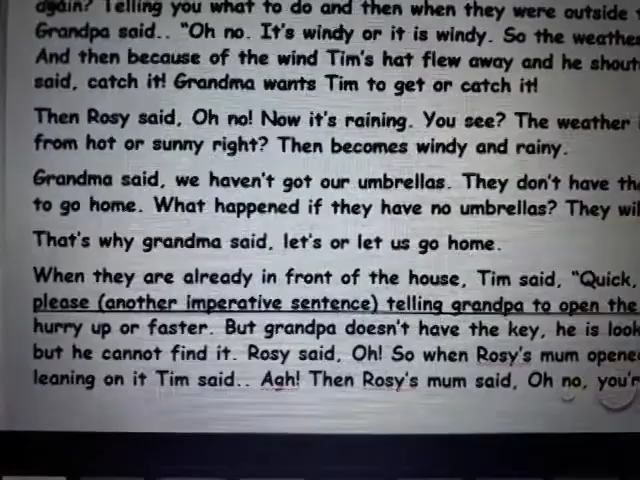 again? Telling you what to do and then when they were outside
Grandpa said.. "Oh no. It's windy or it is windy. So the weather
And then because of the wind Tim's hat flew away and he shout
said, catch it! Grandma wants Tim to get or catch it!
Then Rosy said, Oh no! Now it's raining. You see? The weather
from hot or sunny right? Then becomes windy and rainy.
Grandma said, we haven't got our umbrellas. They don't have th
to go home. What happened if they have no umbrellas? They wil
That's why grandma said, let's or let us go home.
When they are already in front of the house, Tim said, "Quick,
please (another imperative sentence) telling grandpa to open the
hurry up or faster. But grandpa doesn't have the key, he is look
but he cannot find it. Rosy said, Oh! So when Rosy's mum opene
leaning on it Tim said.. Agh! Then Rosy's mum said, Oh no, you'r